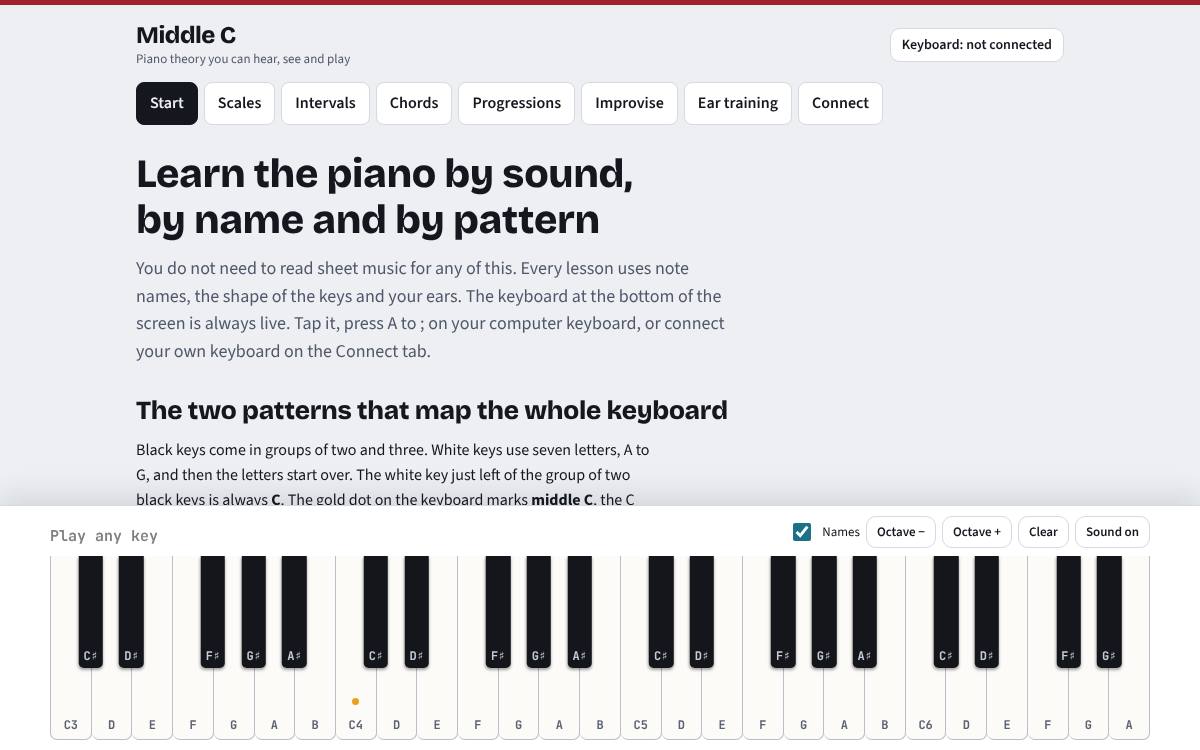 Middle C
Piano theory you can hear, see and play
Keyboard: not connected
Start Scales Intervals Chords Progressions Improvise Ear training Connect
Learn the piano by sound,
by name and by pattern
You do not need to read sheet music for any of this. Every lesson uses note
names, the shape of the keys and your ears. The keyboard at the bottom of the
screen is always live. Tap it, press A to ; on your computer keyboard, or connect
your own keyboard on the Connect tab.
The two patterns that map the whole keyboard
Black keys come in groups of two and three. White keys use seven letters, A to
G, and then the letters start over. The white key just left of the group of two
black keys is always C. The gold dot on the keyboard marks middle C, the C
Play any key
Names Octave − Octave + Clear Sound on
C♯ D♯ F♯ G♯ A♯ C♯ D♯ F♯ G♯ A♯ C♯ D♯ F♯ G♯ A♯ C♯ D♯ F♯ G♯
C3 D E F G A B C4 D E F G A B C5 D E F G A B C6 D E F G A